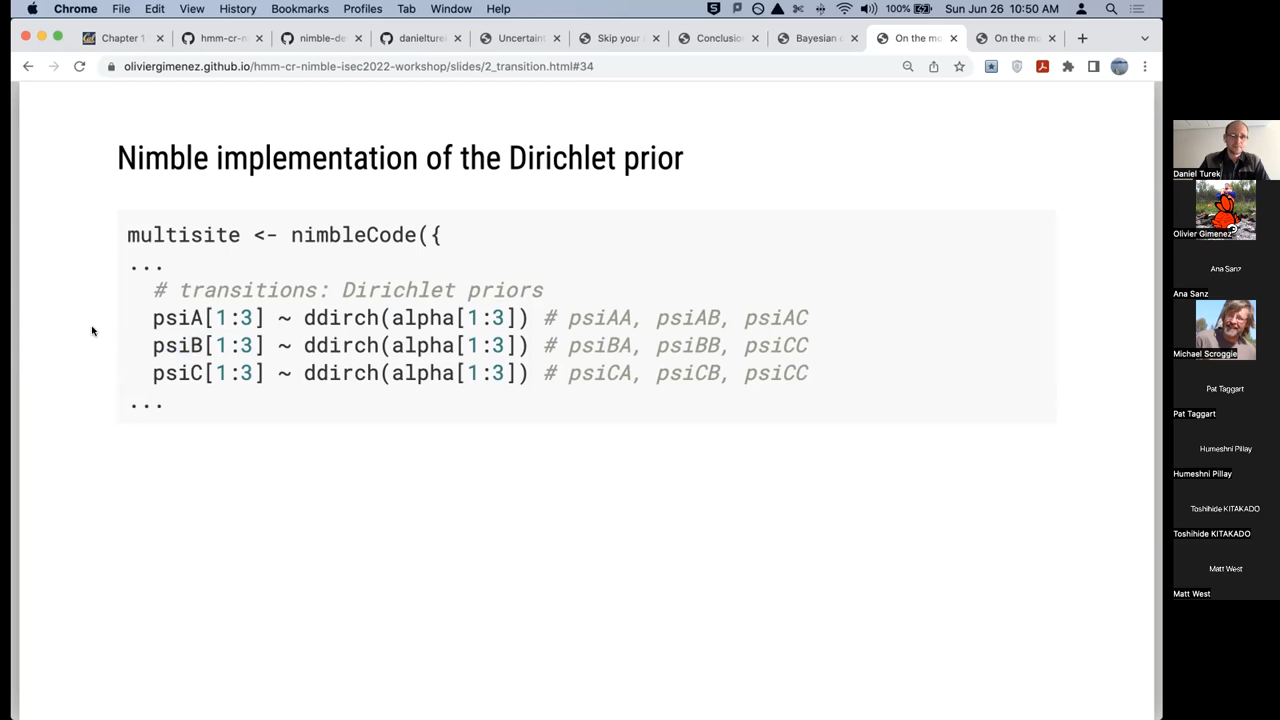 Chrome File Edit View History Bookmarks Profiles Tab Window Help 100% Sun Jun 26 10:50 AM
Chapter 1 hmm-cr-n nimble-de danielture Uncertain Skip your Conclusion Bayesian c On the mo On the mo
oliviergimenez.github.io/hmm-cr-nimble-isec2022-workshop/slides/2_transition.html#34
Nimble implementation of the Dirichlet prior
multisite <- nimbleCode({
...
# transitions: Dirichlet priors
psiA[1:3] ~ ddirch(alpha[1:3]) # psiAA, psiAB, psiAC
psiB[1:3] ~ ddirch(alpha[1:3]) # psiBA, psiBB, psiCC
psiC[1:3] ~ ddirch(alpha[1:3]) # psiCA, psiCB, psiCC
...
Daniel Turek
Olivier Gimenez
Ana Sanz
Ana Sanz
Michael Scroggie
Pat Taggart
Pat Taggart
Humeshni Pillay
Humeshni Pillay
Toshihide KITAKADO
Toshihide KITAKADO
Matt West
Matt West